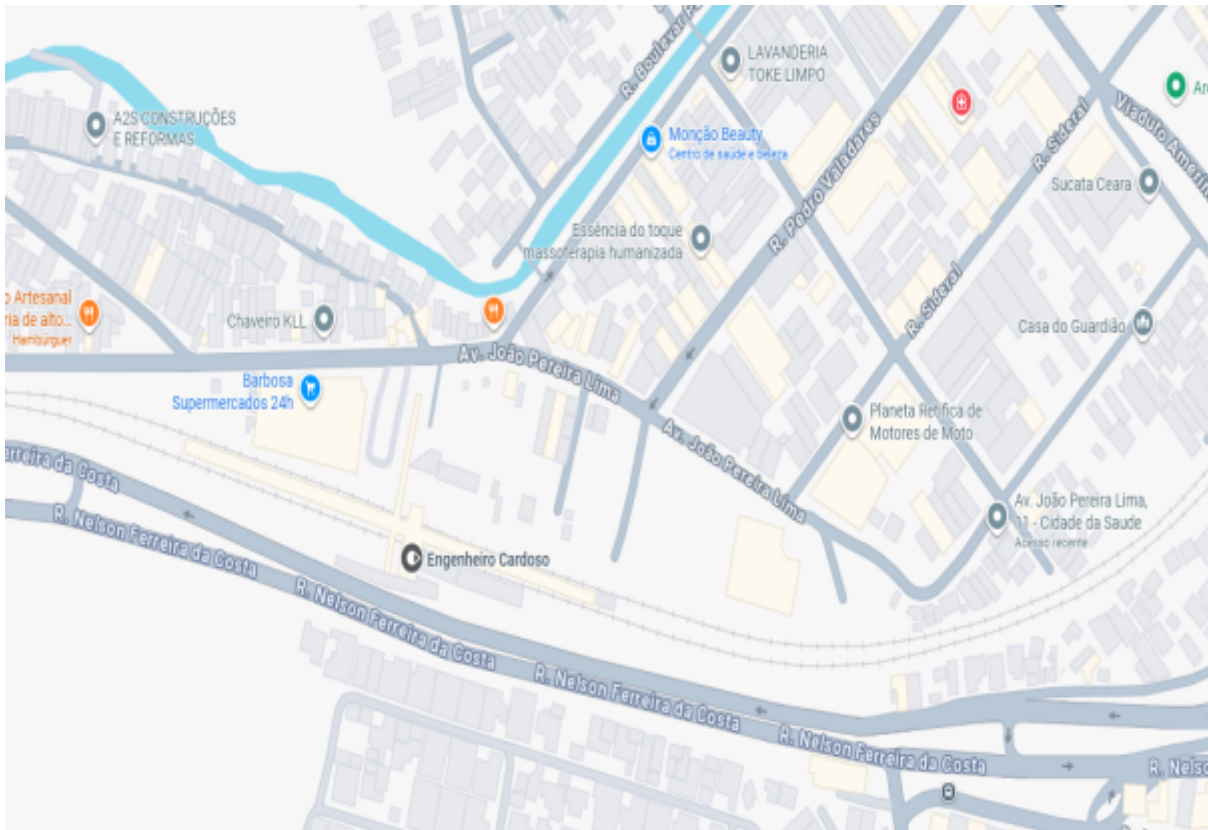 R. Boulevar
LAVANDERIA
TOKE LIMPO
A2S CONSTRUÇÕES
E REFORMAS
Monção Beauty
Centro de saúde e beleza
R. Pedro Valadares
R. Sideral
Viaduto
Sucata Ceara
Essência do toque
massoterapia humanizada
R. Sideral
o Artesanal
ria de alto...
Hambúrguer
Chaveiro KLL
Casa do Guardião
Av. João Pereira Lima
Barbosa
Supermercados 24h
Planeta Retífica de
Motores de Moto
Av. João Pereira Lima
erreira da Costa
Av. João Pereira Lima,
11 - Cidade da Saude
Acesso recente
R. Nelson Ferreira da Costa
Engenheiro Cardoso
R. Nelson Ferreira da Costa
R. Nelson Ferreira da Costa
R. Nelson Ferreira da Costa
R. Nelso